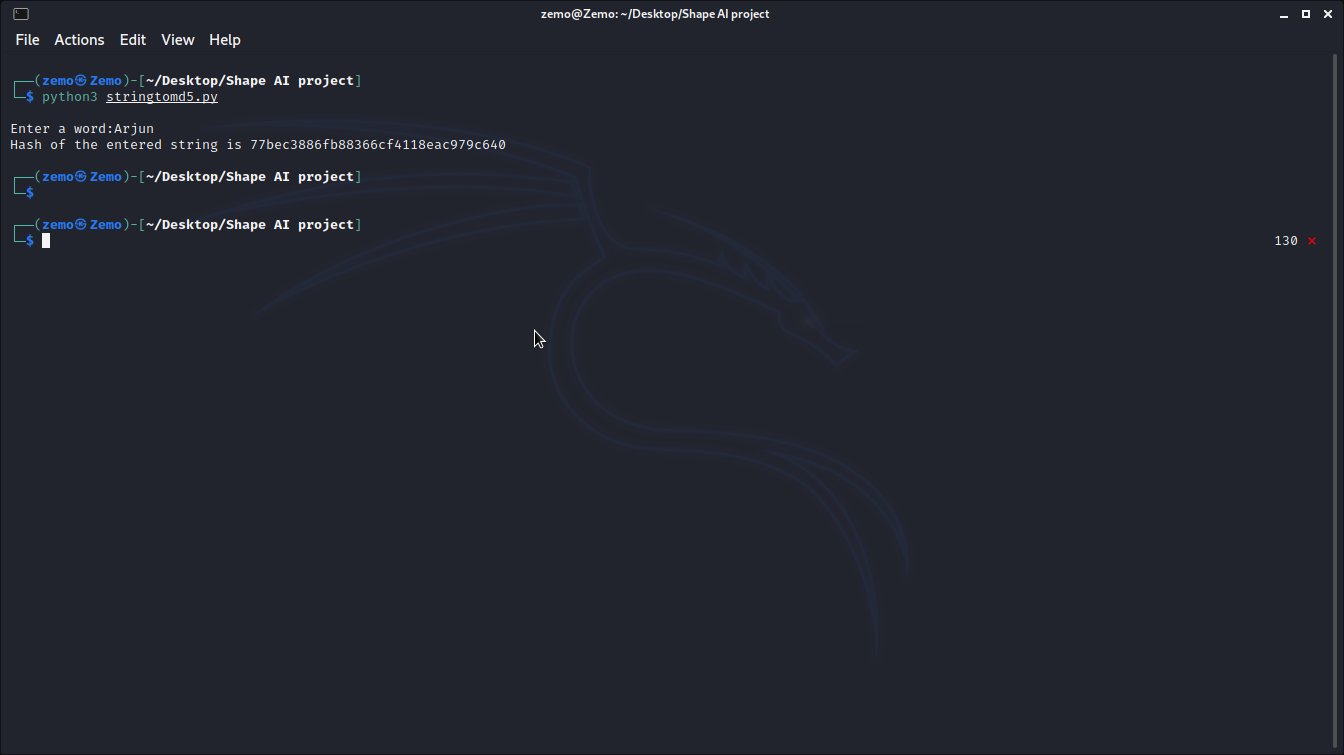 zemo@Zemo: ~/Desktop/Shape AI project
File Actions Edit View Help
┌──(zemo㉿Zemo)-[~/Desktop/Shape AI project]
└─$ python3 stringtomd5.py
Enter a word:Arjun
Hash of the entered string is 77bec3886fb88366cf4118eac979c640
┌──(zemo㉿Zemo)-[~/Desktop/Shape AI project]
└─$
┌──(zemo㉿Zemo)-[~/Desktop/Shape AI project]
└─$ 130 ⨯